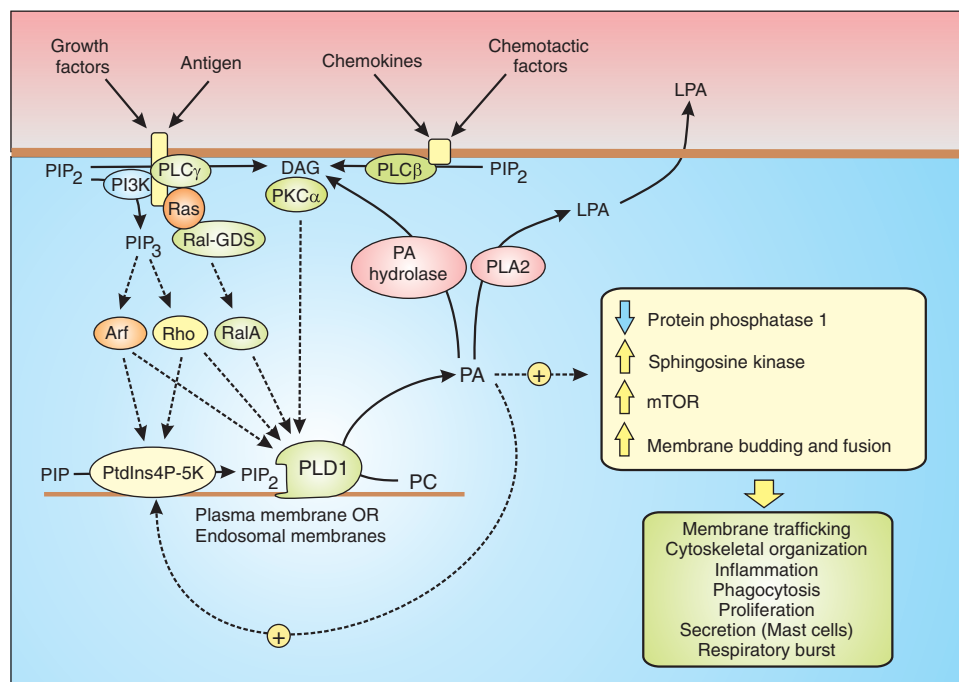 Growth
factors
Antigen
Chemokines
Chemotactic
factors
LPA
PIP2
PLCγ
DAG
PLCβ
PIP2
PI3K
PKCα
Ras
LPA
PIP3
Ral-GDS
PA
hydrolase
PLA2
Arf
Rho
RalA
PA
+
Protein phosphatase 1
Sphingosine kinase
mTOR
Membrane budding and fusion
PIP
PtdIns4P-5K
PIP2
PLD1
PC
Plasma membrane OR
Endosomal membranes
Membrane trafficking
Cytoskeletal organization
Inflammation
Phagocytosis
Proliferation
Secretion (Mast cells)
Respiratory burst
+